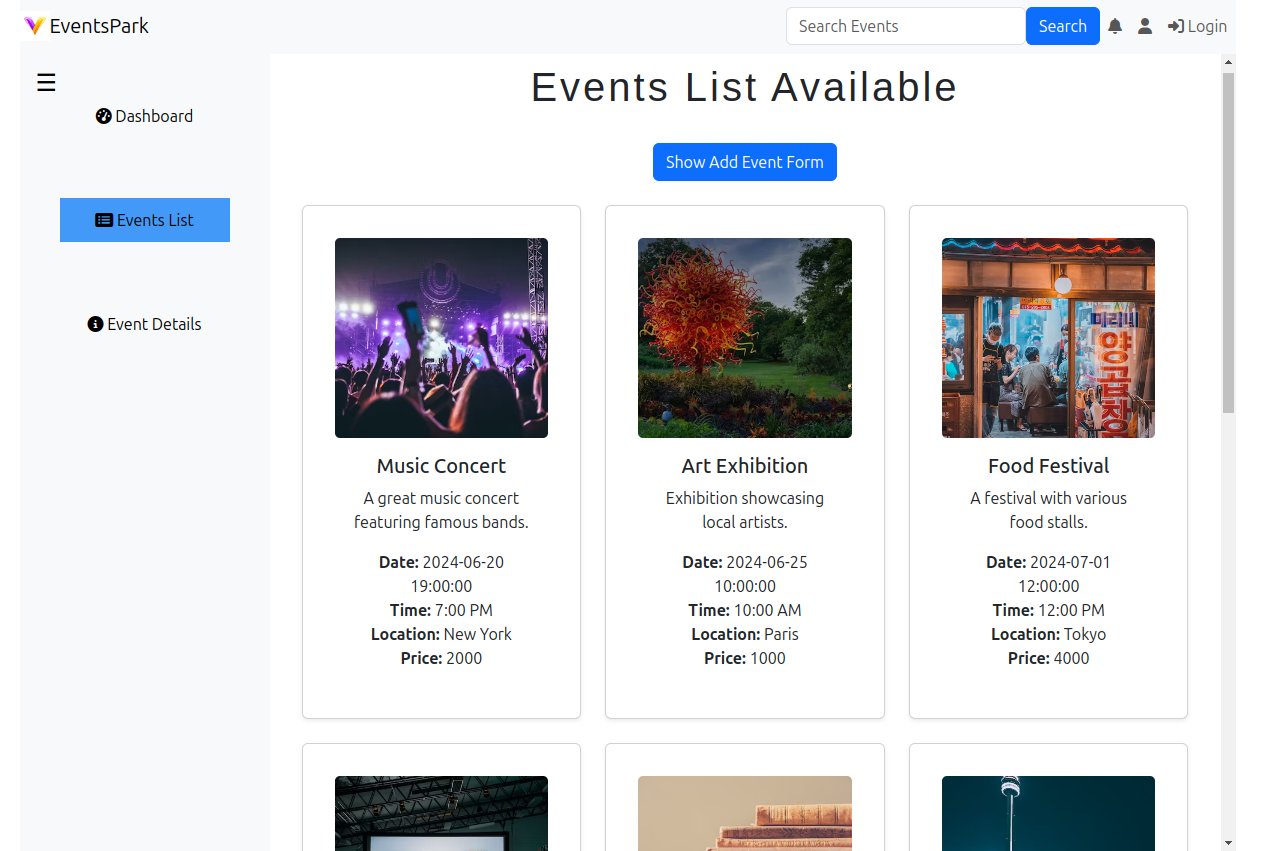 EventsPark
Search Events
Search
Login
Dashboard
Events List
Event Details
Events List Available
Show Add Event Form
Music Concert
A great music concert
featuring famous bands.
Date: 2024-06-20
19:00:00
Time: 7:00 PM
Location: New York
Price: 2000
Art Exhibition
Exhibition showcasing
local artists.
Date: 2024-06-25
10:00:00
Time: 10:00 AM
Location: Paris
Price: 1000
Food Festival
A festival with various
food stalls.
Date: 2024-07-01
12:00:00
Time: 12:00 PM
Location: Tokyo
Price: 4000